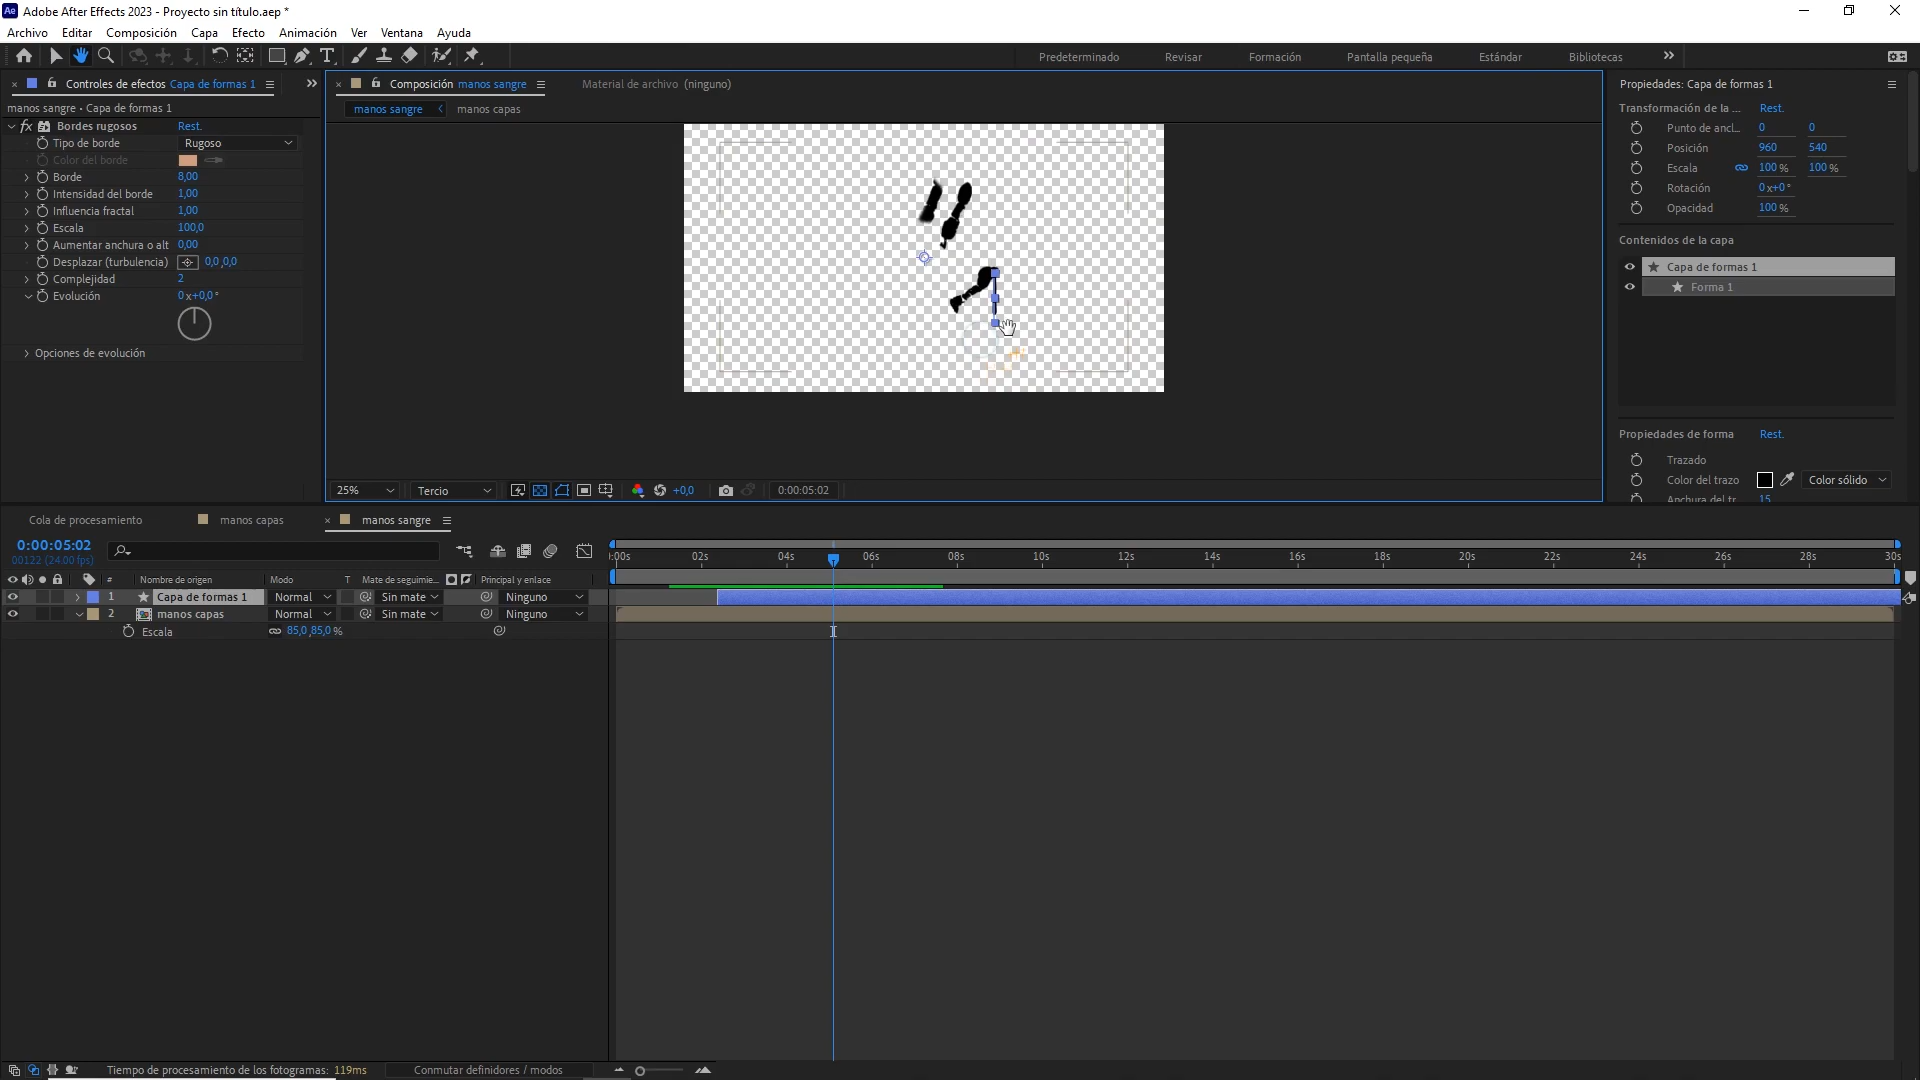 Adobe After Effects 2023 - Proyecto sin título.aep *
Archivo Editar Composición Capa Efecto Animación Ver Ventana Ayuda
Predeterminado Revisar Formación Pantalla pequeña Estándar Bibliotecas
Controles de efectos Capa de formas 1
manos sangre • Capa de formas 1
Bordes rugosos Rest.
Tipo de borde Rugoso
Color del borde
Borde 8,00
Intensidad del borde 1,00
Influencia fractal 1,00
Escala 100,0
Aumentar anchura o alt 0,00
Desplazar (turbulencia) 0,0,0,0
Complejidad 2
Evolución 0x+0,0°
Opciones de evolución
Composición manos sangre
Material de archivo (ninguno)
manos sangre manos capas
25% Tercio +0,0 0:00:05:02
Propiedades: Capa de formas 1
Transformación de la ... Rest.
Punto de ancl... 0 0
Posición 960 540
Escala 100 % 100 %
Rotación 0x+0°
Opacidad 100 %
Contenidos de la capa
Capa de formas 1
Forma 1
Propiedades de forma Rest.
Trazado
Color del trazo Color sólido
Anchura del tr 15
Cola de procesamiento manos capas manos sangre
0:00:05:02
00122 (24.00 fps)
:00s 02s 04s 06s 08s 10s 12s 14s 16s 18s 20s 22s 24s 26s 28s 30s
# Nombre de origen Modo T Mate de seguimie... Principal y enlace
1 Capa de formas 1 Normal Sin mate Ninguno
2 manos capas Normal Sin mate Ninguno
Escala 85,0,85,0 %
Tiempo de procesamiento de los fotogramas: 119ms Conmutar definidores / modos